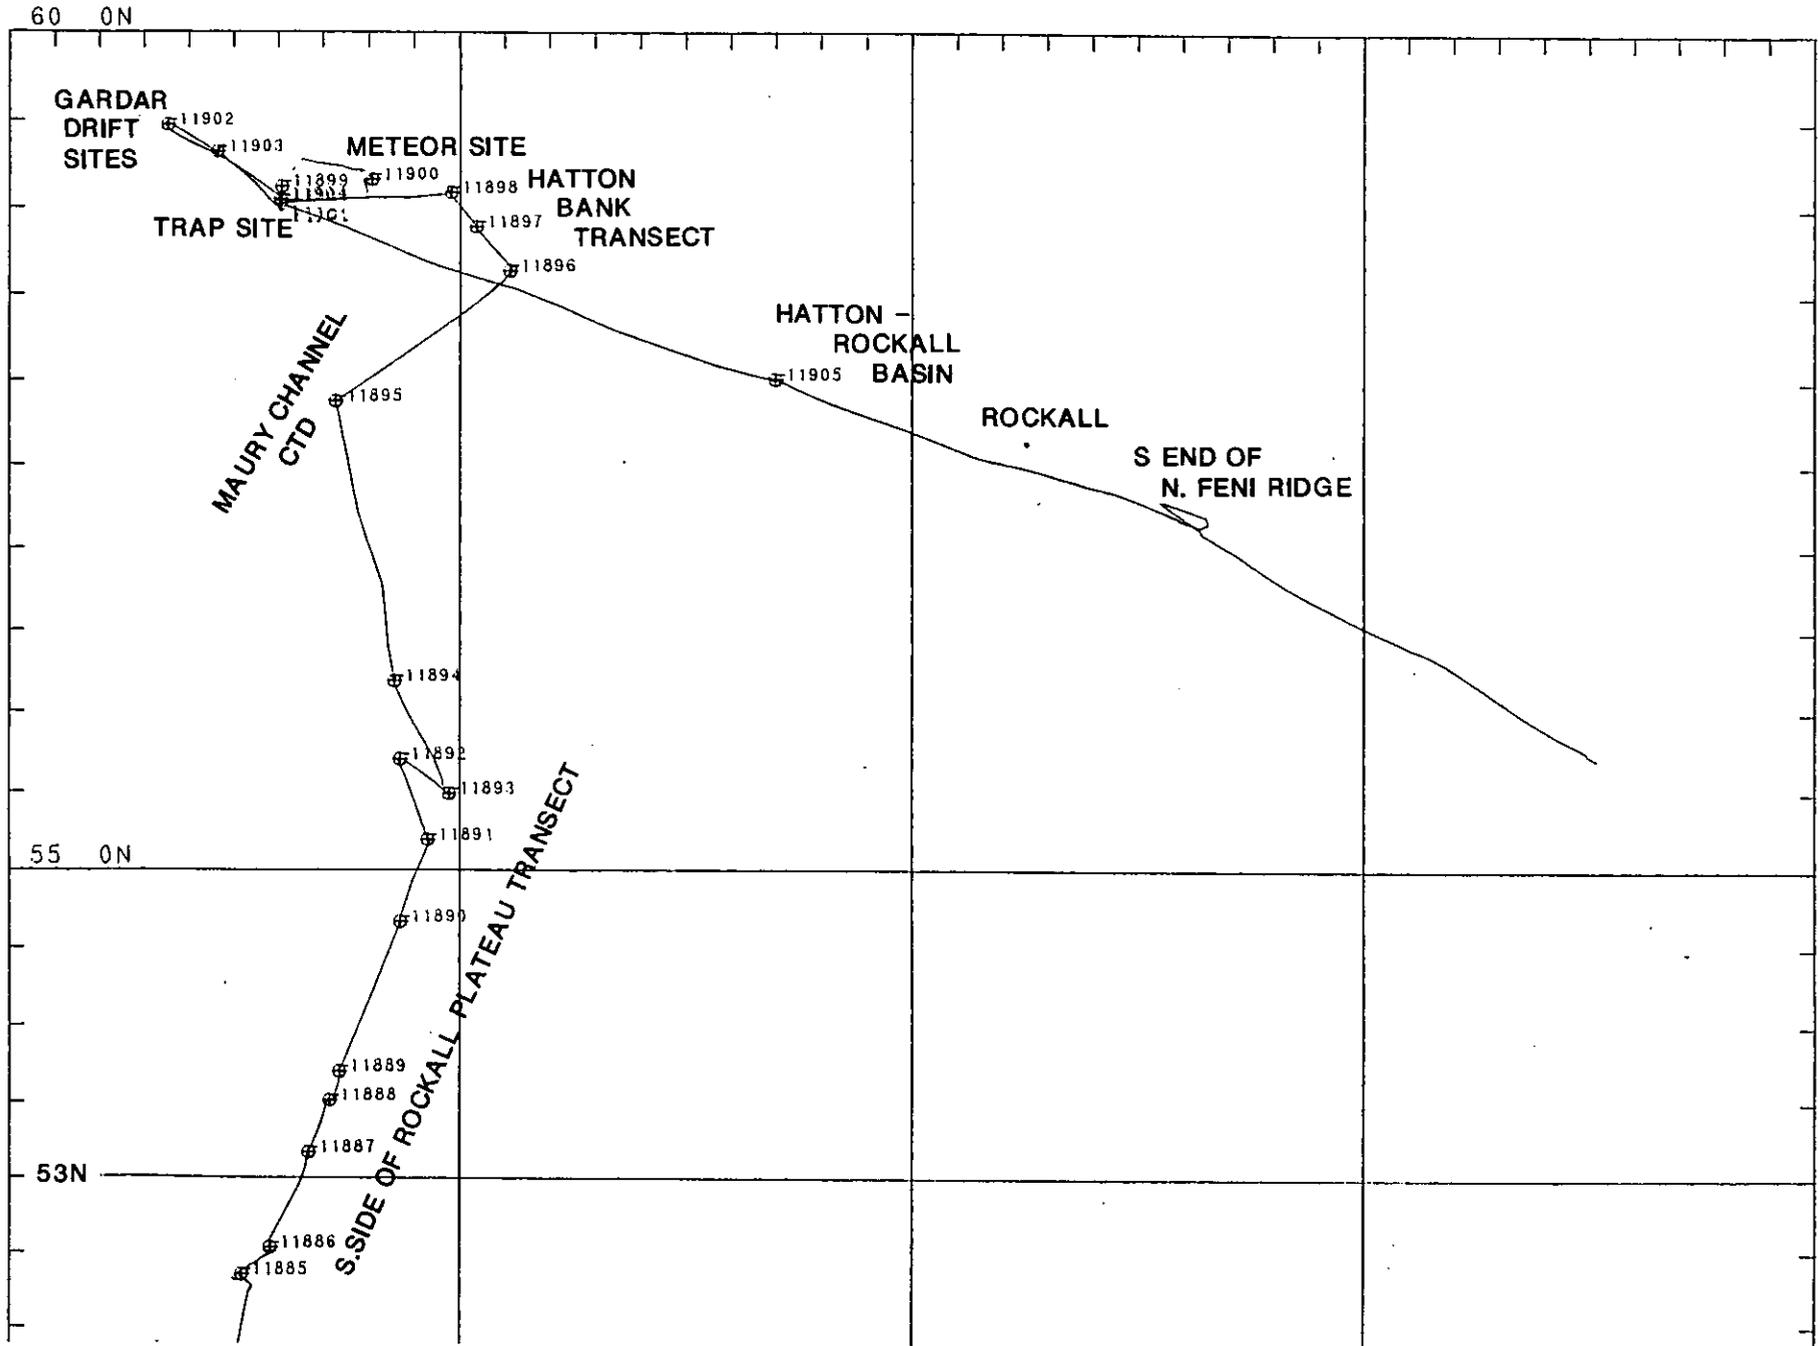 60 0N
GARDAR
DRIFT
SITES
11902
11903
METEOR SITE
11899
11900
11904
11901
TRAP SITE
11898
HATTON
BANK
TRANSECT
11897
11896
HATTON -
ROCKALL
BASIN
11905
MAURY CHANNEL
CTD
11895
ROCKALL
S END OF
N. FENI RIDGE
11894
11892
11893
11891
55 0N
11890
S.SIDE OF ROCKALL PLATEAU TRANSECT
11889
11888
11887
53N
11886
11885